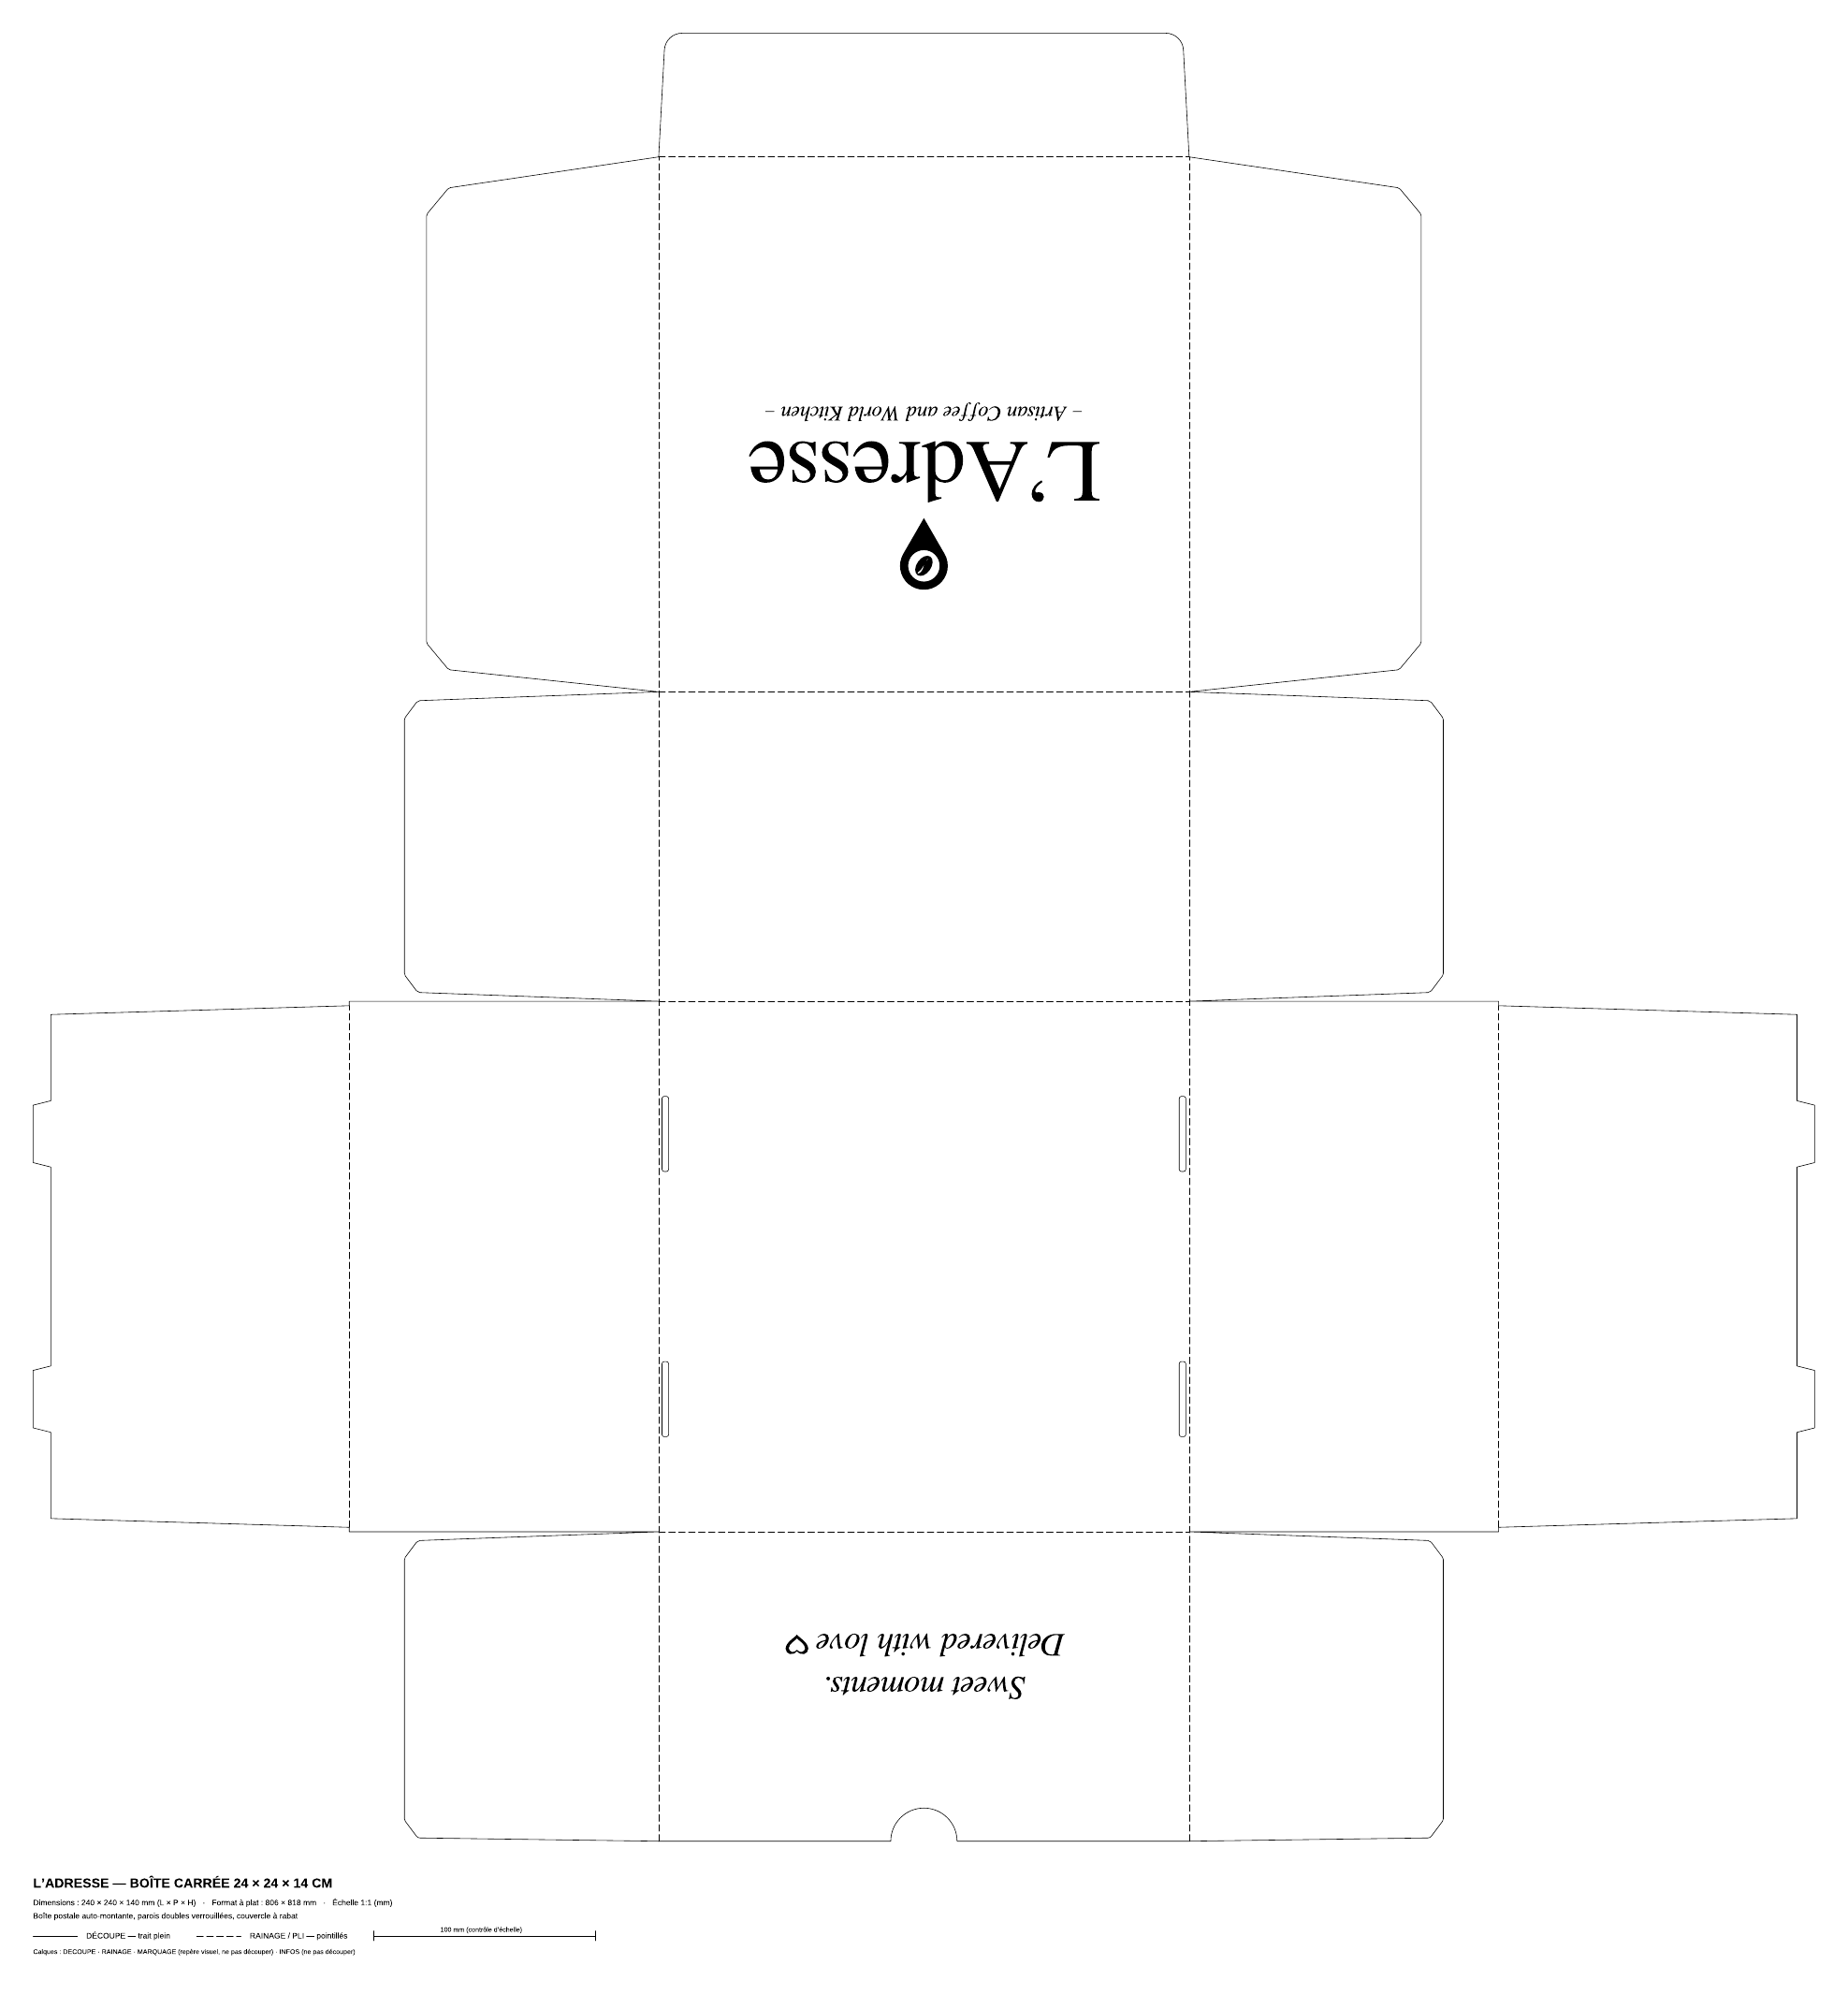 – Artisan Coffee and World Kitchen –
L’Adresse
Delivered with love ♡
Sweet moments.
L’ADRESSE — BOÎTE CARRÉE 24 × 24 × 14 CM
Dimensions : 240 × 240 × 140 mm (L × P × H) · Format à plat : 806 × 818 mm · Échelle 1:1 (mm)
Boîte postale auto-montante, parois doubles verrouillées, couvercle à rabat
DÉCOUPE — trait plein RAINAGE / PLI — pointillés 100 mm (contrôle d'échelle)
Calques : DECOUPE · RAINAGE · MARQUAGE (repère visuel, ne pas découper) · INFOS (ne pas découper)